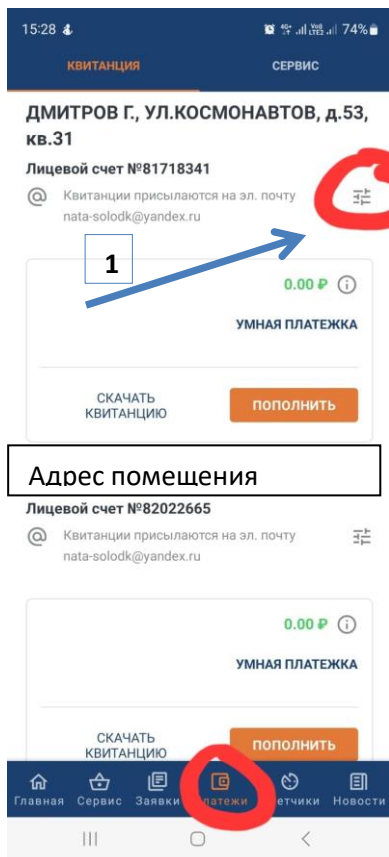 15:28 74%
КВИТАНЦИЯ СЕРВИС
ДМИТРОВ Г., УЛ.КОСМОНАВТОВ, д.53,
кв.31
Лицевой счет №81718341
Квитанции присылаются на эл. почту
nata-solodk@yandex.ru
1
0.00 ₽
УМНАЯ ПЛАТЕЖКА
СКАЧАТЬ
КВИТАНЦИЮ
ПОПОЛНИТЬ
Адрес помещения
Лицевой счет №82022665
Квитанции присылаются на эл. почту
nata-solodk@yandex.ru
0.00 ₽
УМНАЯ ПЛАТЕЖКА
СКАЧАТЬ
КВИТАНЦИЮ
ПОПОЛНИТЬ
Главная Сервис Заявки латежи етчики Новости